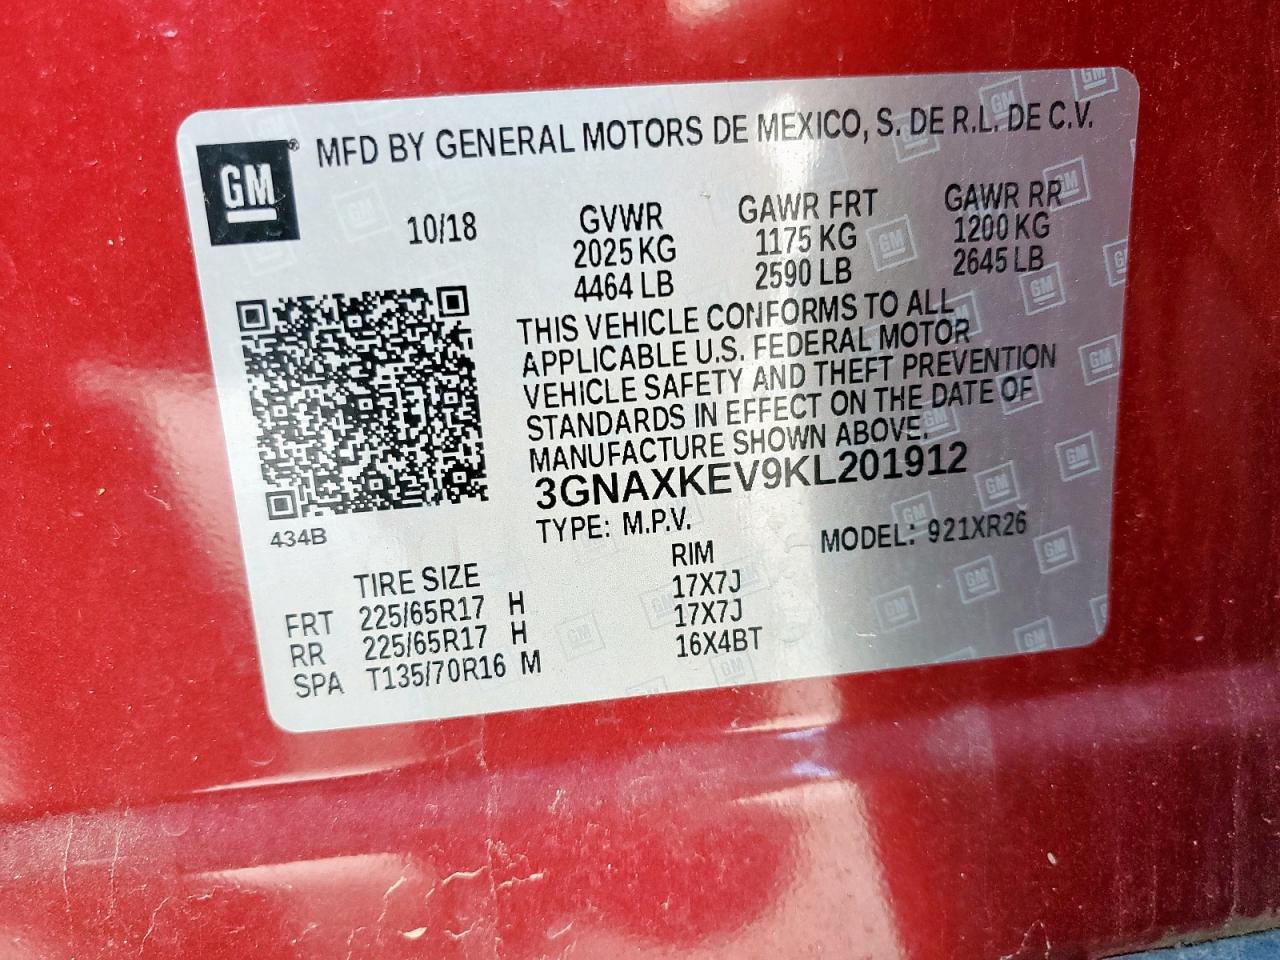 GM® MFD BY GENERAL MOTORS DE MEXICO, S. DE R.L. DE C.V.
10/18
GVWR GAWR FRT GAWR RR
2025 KG 1175 KG 1200 KG
4464 LB 2590 LB 2645 LB
THIS VEHICLE CONFORMS TO ALL
APPLICABLE U.S. FEDERAL MOTOR
VEHICLE SAFETY AND THEFT PREVENTION
STANDARDS IN EFFECT ON THE DATE OF
MANUFACTURE SHOWN ABOVE.
3GNAXKEV9KL201912
434B
TYPE: M.P.V. MODEL: 921XR26
TIRE SIZE RIM
FRT 225/65R17 H 17X7J
RR 225/65R17 H 17X7J
SPA T135/70R16 M 16X4BT